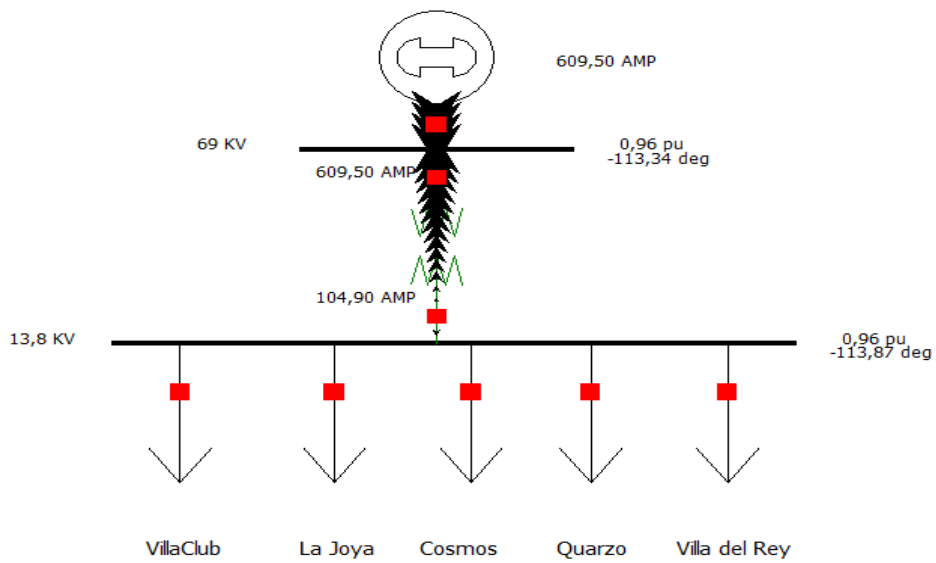 609,50 AMP
69 KV
0,96 pu
-113,34 deg
609,50 AMP
104,90 AMP
13,8 KV
0,96 pu
-113,87 deg
VillaClub
La Joya
Cosmos
Quarzo
Villa del Rey